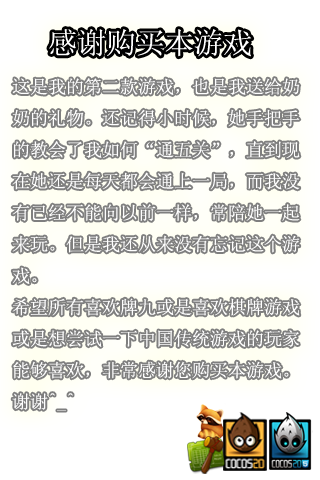 感谢购买本游戏
这是我的第二款游戏，也是我送给奶
奶的礼物。还记得小时候，她手把手
的教会了我如何“通五关”，直到现
在她还是每天都会通上一局，而我没
有已经不能向以前一样，常陪她一起
来玩。但是我还从来没有忘记这个游
戏。
希望所有喜欢牌九或是喜欢棋牌游戏
或是想尝试一下中国传统游戏的玩家
能够喜欢，非常感谢您购买本游戏。
谢谢^_^
COCOS2D COCOS2D